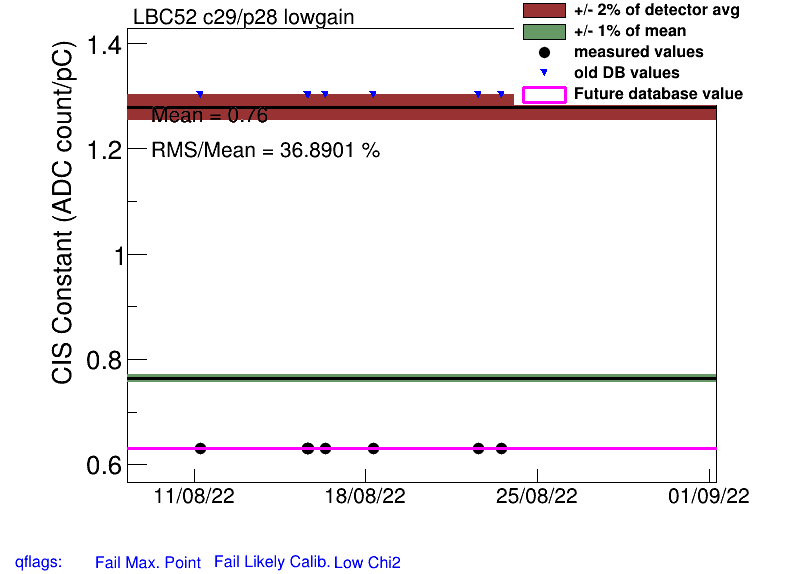 LBC52 c29/p28 lowgain
+/- 2% of detector avg
+/- 1% of mean
measured values
old DB values
Future database value
Mean = 0.76
RMS/Mean = 36.8901 %
CIS Constant (ADC count/pC)
1.4
1.2
1
0.8
0.6
11/08/22 18/08/22 25/08/22 01/09/22
qflags: Fail Max. Point Fail Likely Calib. Low Chi2